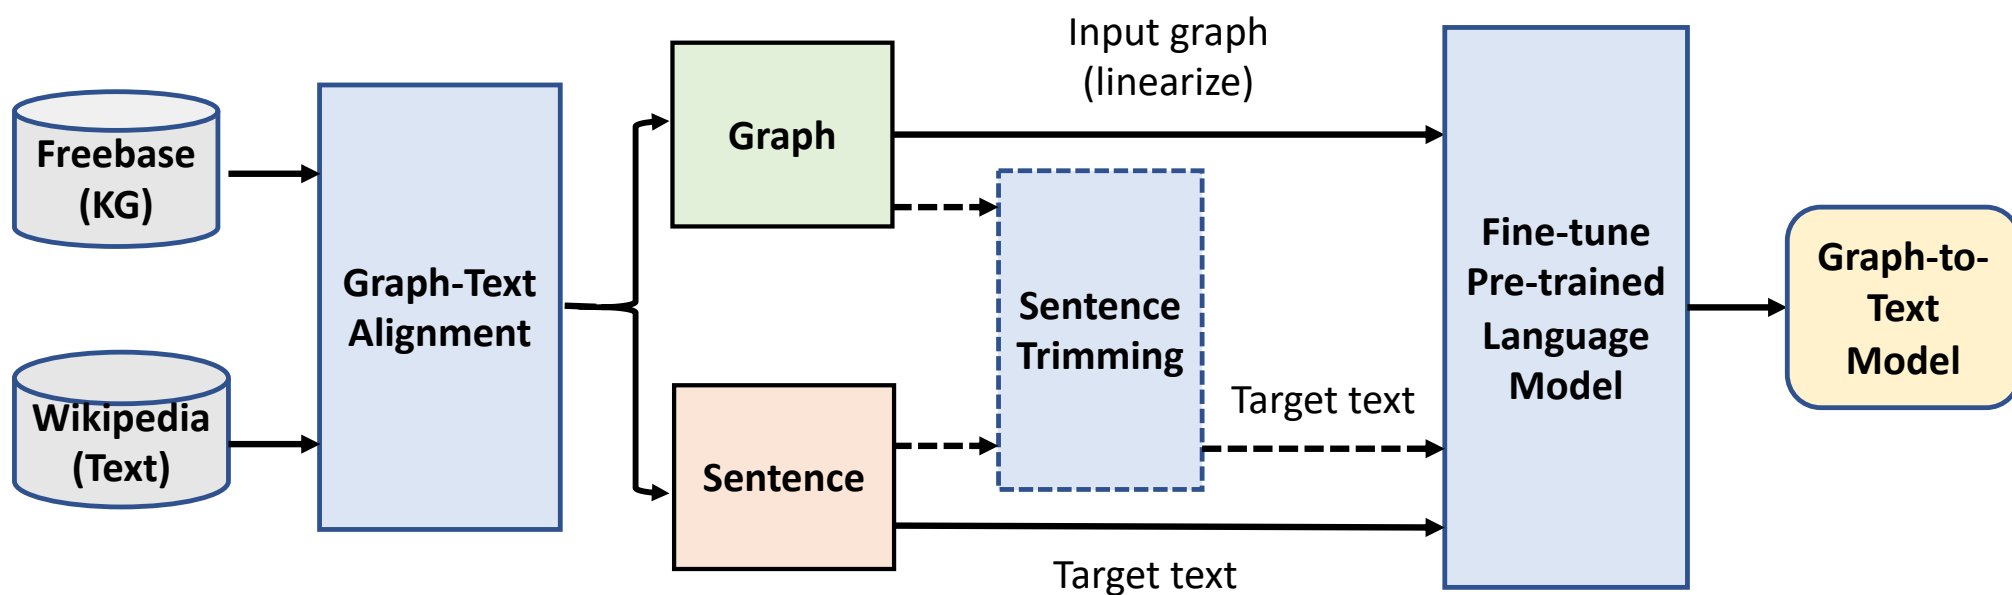 Freebase
(KG)
Wikipedia
(Text)
Graph-Text
Alignment
Graph
Sentence
Input graph
(linearize)
Sentence
Trimming
Target text
Target text
Fine-tune
Pre-trained
Language
Model
Graph-to-
Text
Model